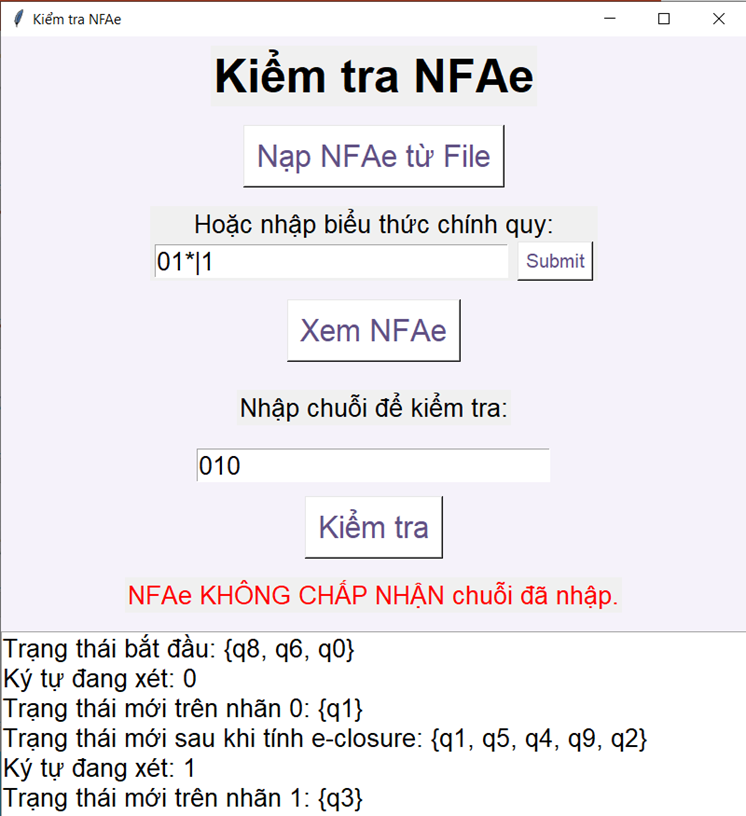 Kiểm tra NFAe
Kiểm tra NFAe
Nạp NFAe từ File
Hoặc nhập biểu thức chính quy:
01*|1 Submit
Xem NFAe
Nhập chuỗi để kiểm tra:
010
Kiểm tra
NFAe KHÔNG CHẤP NHẬN chuỗi đã nhập.
Trạng thái bắt đầu: {q8, q6, q0}
Ký tự đang xét: 0
Trạng thái mới trên nhãn 0: {q1}
Trạng thái mới sau khi tính e-closure: {q1, q5, q4, q9, q2}
Ký tự đang xét: 1
Trạng thái mới trên nhãn 1: {q3}